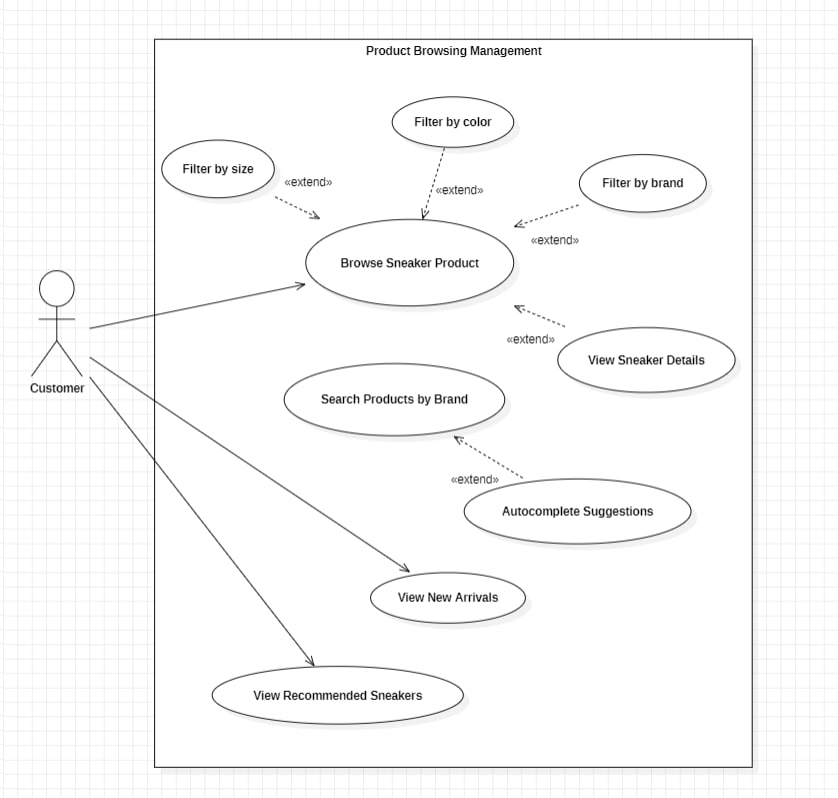 Product Browsing Management
Filter by color
Filter by size
«extend»
«extend»
Filter by brand
«extend»
Browse Sneaker Product
«extend»
View Sneaker Details
Customer
Search Products by Brand
«extend»
Autocomplete Suggestions
View New Arrivals
View Recommended Sneakers